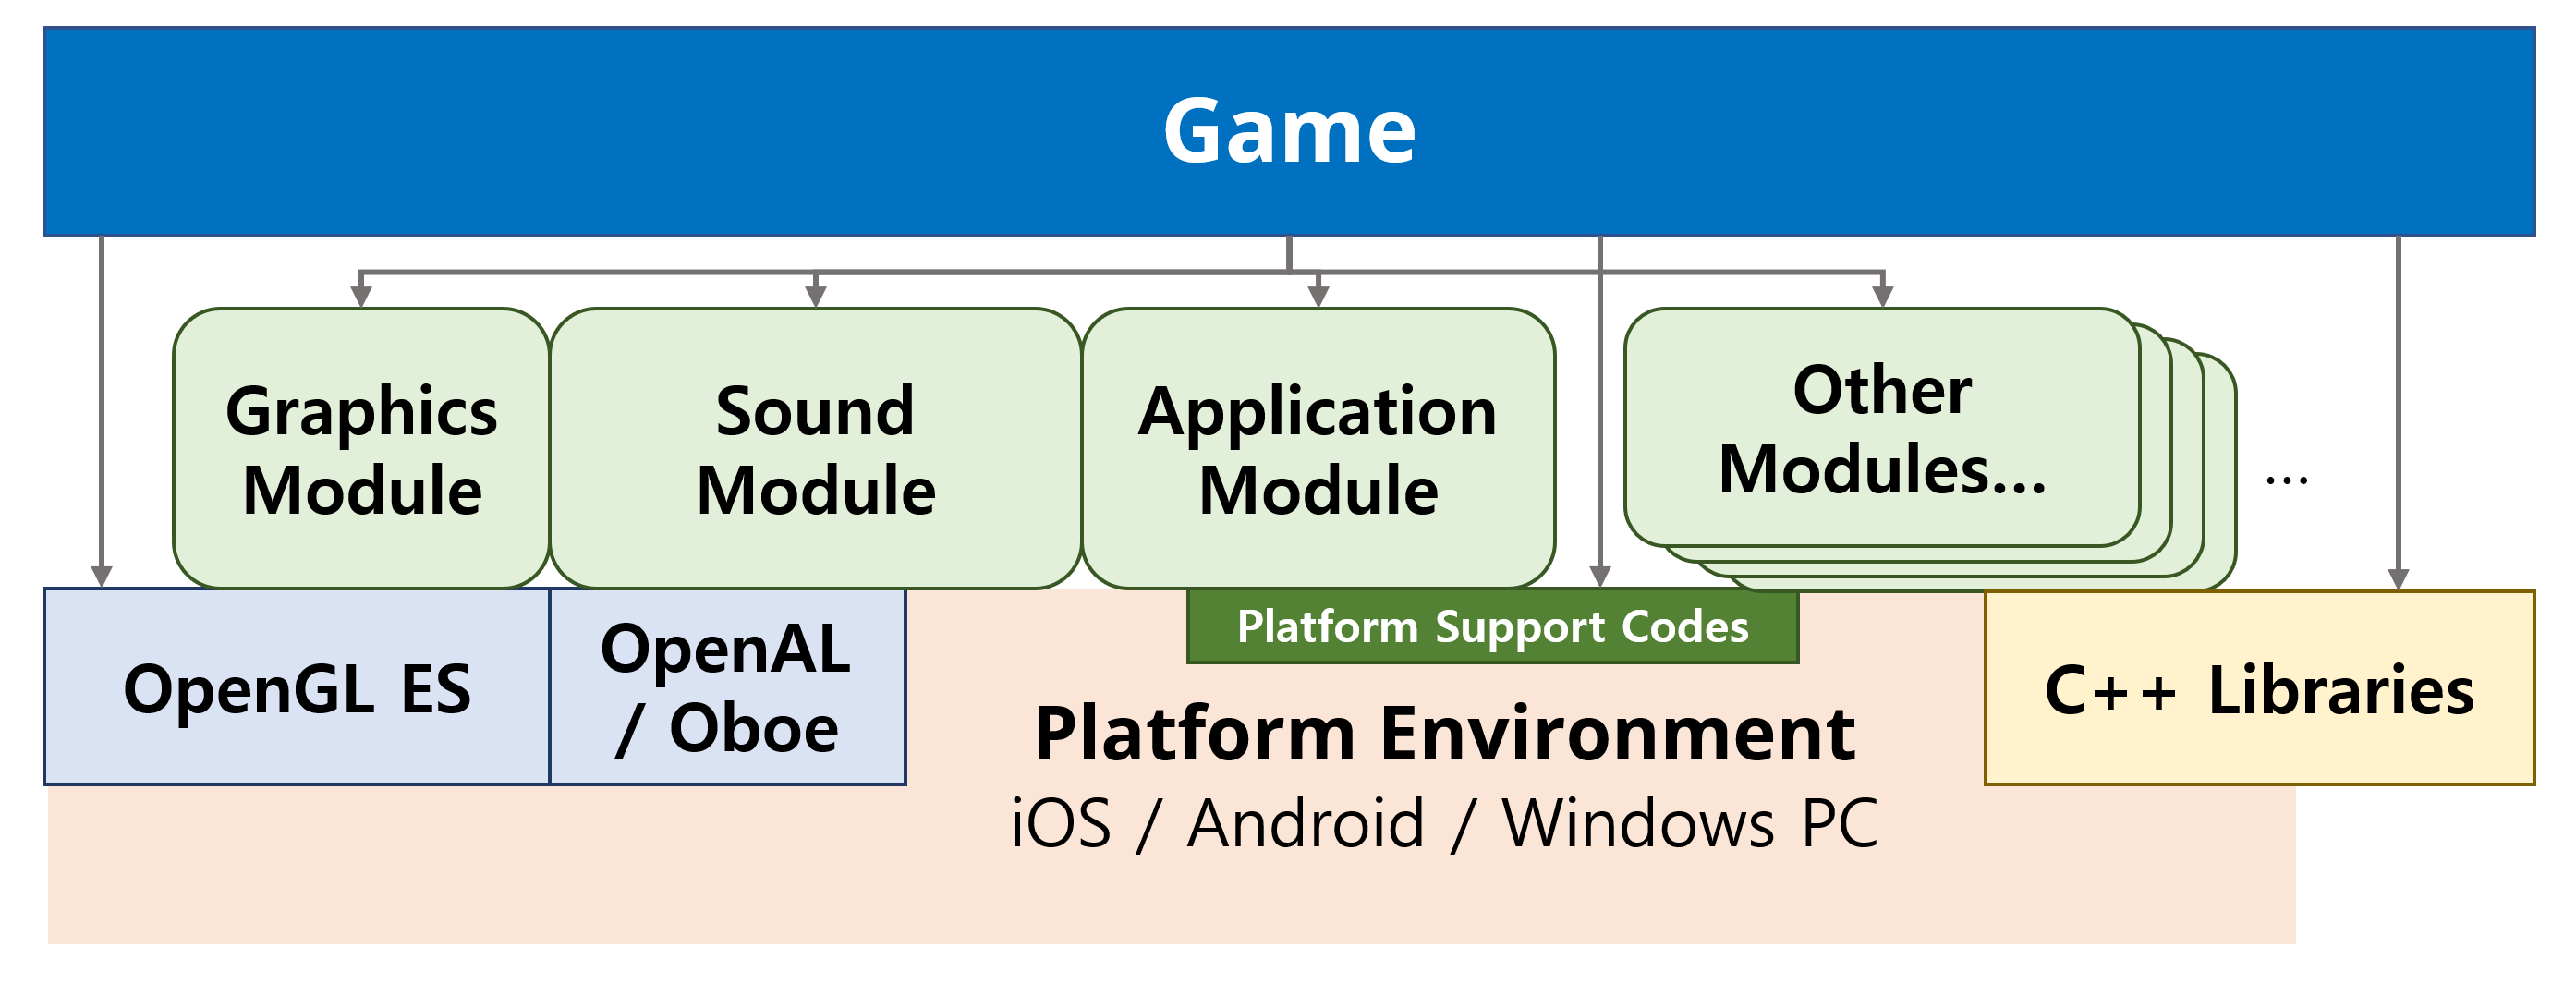 Game
Graphics
Module
Sound
Module
Application
Module
Other
Modules...
...
OpenGL ES
OpenAL
/ Oboe
Platform Support Codes
Platform Environment
iOS / Android / Windows PC
C++ Libraries